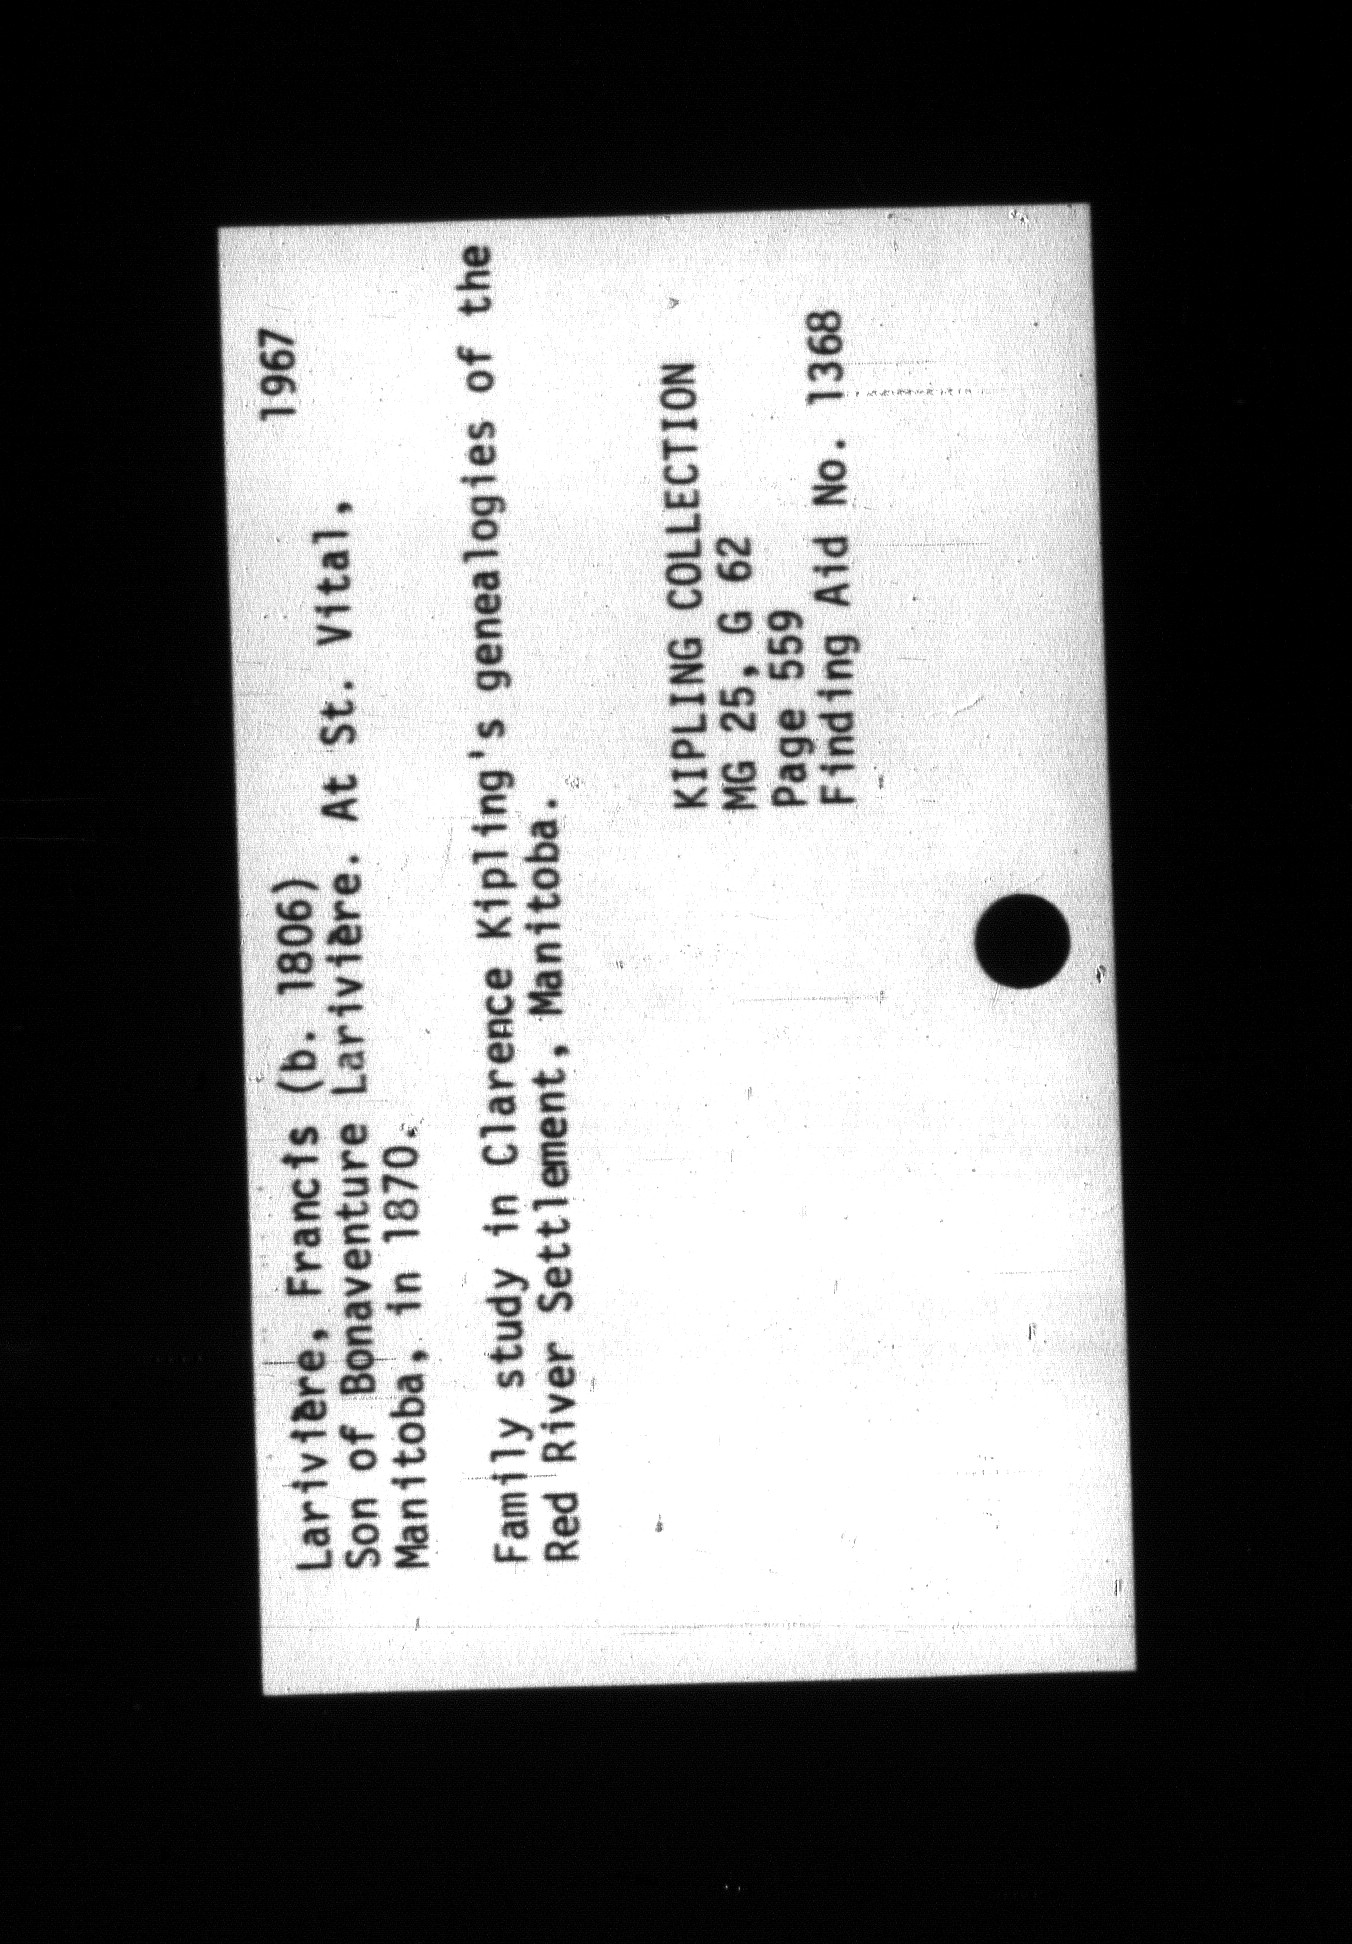 Larivière, Francis (b. 1806) 1967
Son of Bonaventure Larivière. At St. Vital,
Manitoba, in 1870.
Family study in Clarence Kipling's genealogies of the
Red River Settlement, Manitoba.
KIPLING COLLECTION
MG 25, G 62
Page 559
Finding Aid No. 1368